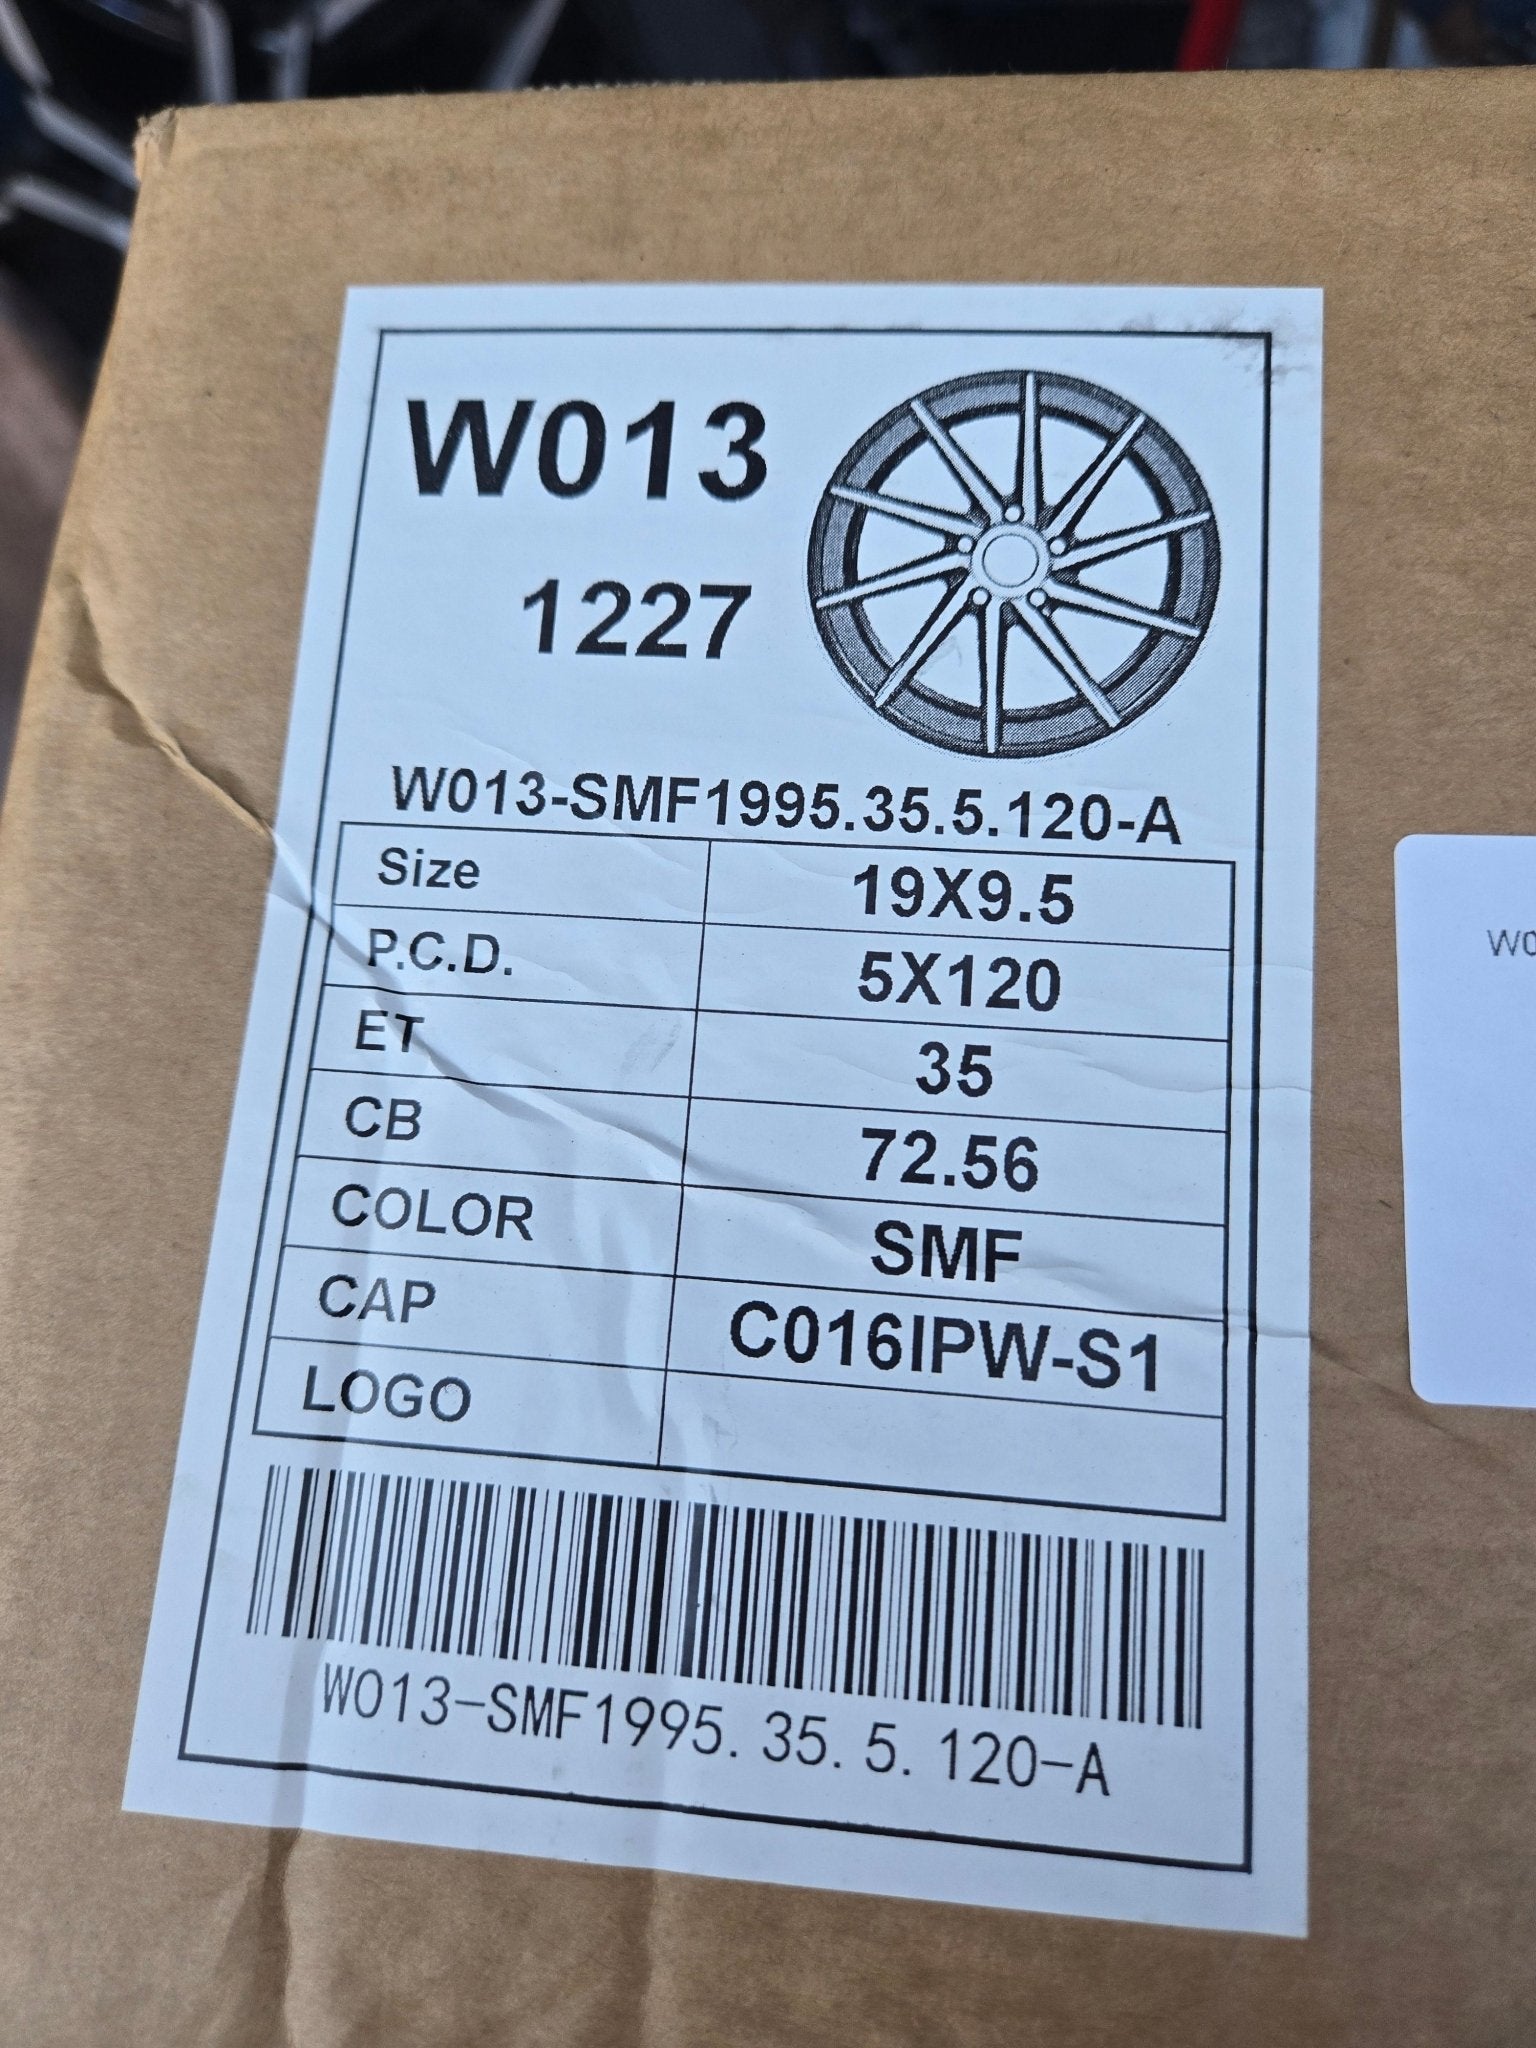 W013
1227
W013-SMF1995.35.5.120-A
Size 19X9.5
P.C.D. 5X120
ET 35
CB 72.56
COLOR SMF
CAP C016IPW-S1
LOGO
W013-SMF1995.35.5.120-A